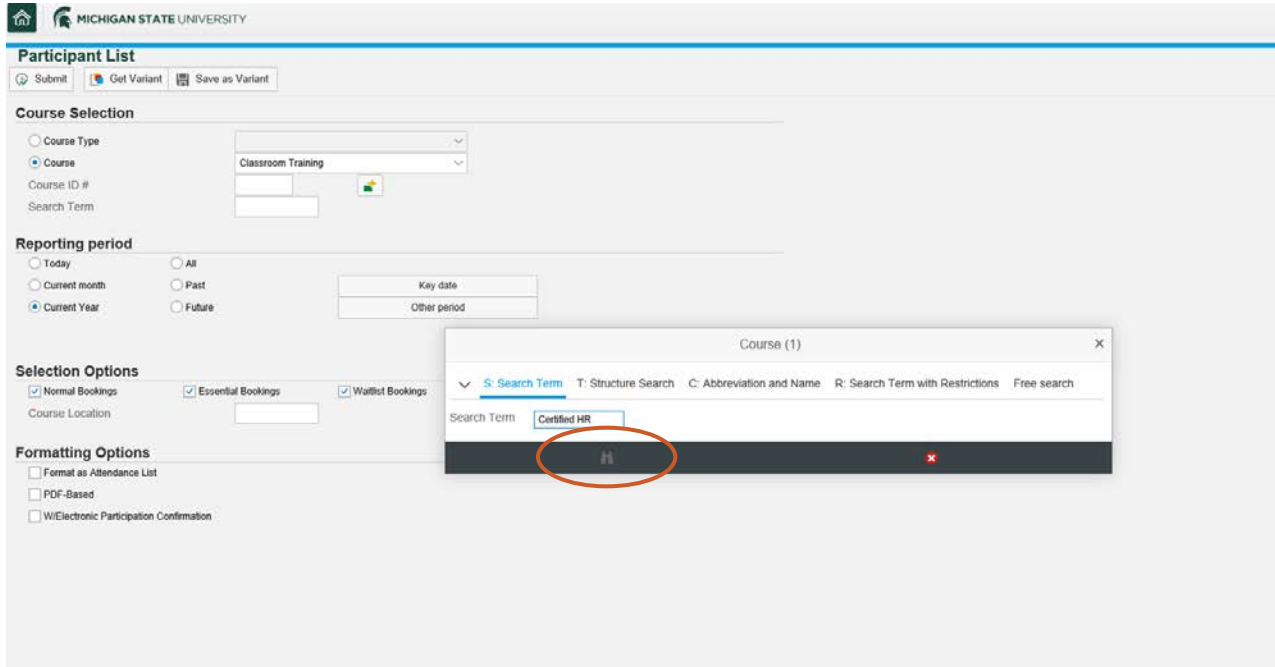 MICHIGAN STATE UNIVERSITY
Participant List
Submit Get Variant Save as Variant
Course Selection
Course Type
Course Classroom Training
Course ID #
Search Term
Reporting period
Today All
Current month Past Key date
Current Year Future Other period
Course (1)
S: Search Term T: Structure Search C: Abbreviation and Name R: Search Term with Restrictions Free search
Search Term Certified HR
Selection Options
Normal Bookings Essential Bookings Waitlist Bookings
Course Location
Formatting Options
Format as Attendance List
PDF-Based
W/Electronic Participation Confirmation